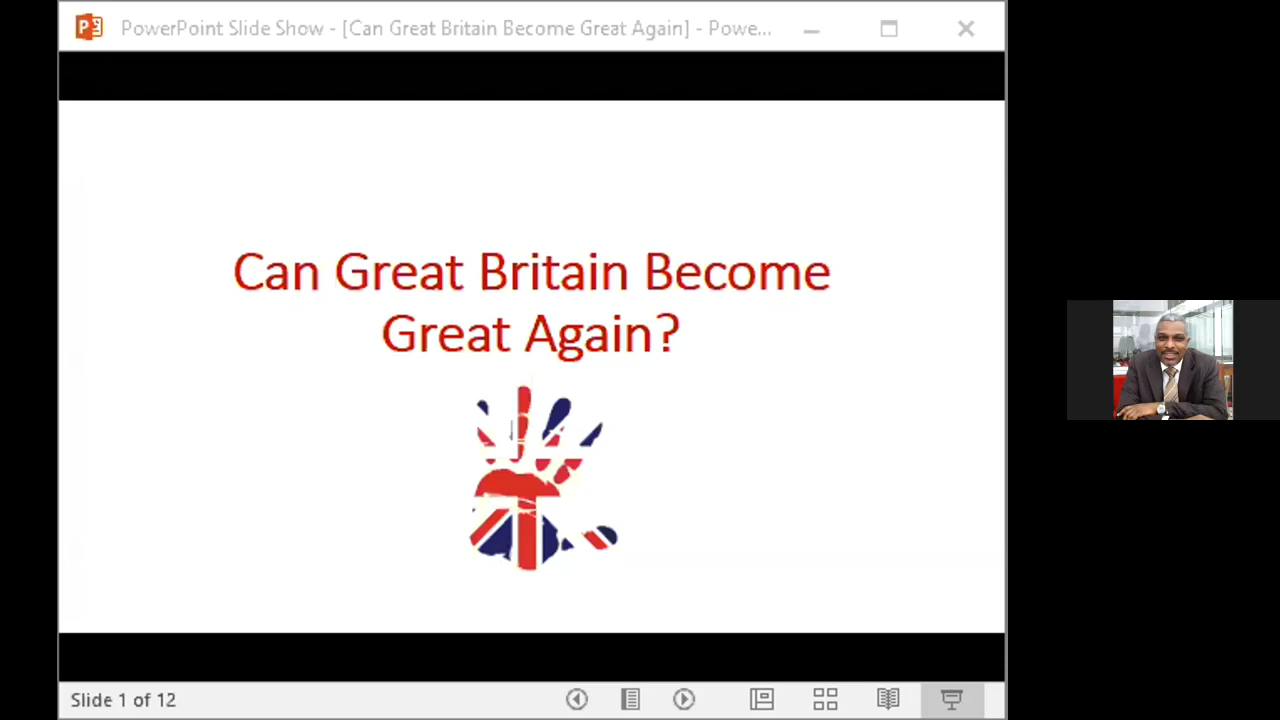 PowerPoint Slide Show - [Can Great Britain Become Great Again] - Powe...
Can Great Britain Become
Great Again?
Slide 1 of 12